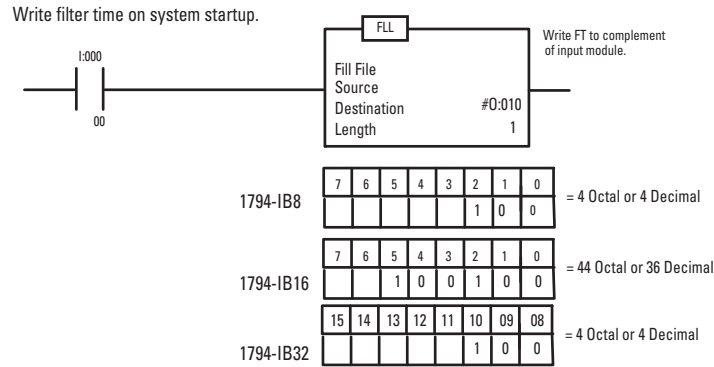 Write filter time on system startup.
FLL
Write FT to complement
of input module.
I:000
00
Fill File
Source
Destination #O:010
Length 1
1794-IB8
7 6 5 4 3 2 1 0
1 0 0
= 4 Octal or 4 Decimal
1794-IB16
7 6 5 4 3 2 1 0
1 0 0 1 0 0
= 44 Octal or 36 Decimal
1794-IB32
15 14 13 12 11 10 09 08
1 0 0
= 4 Octal or 4 Decimal